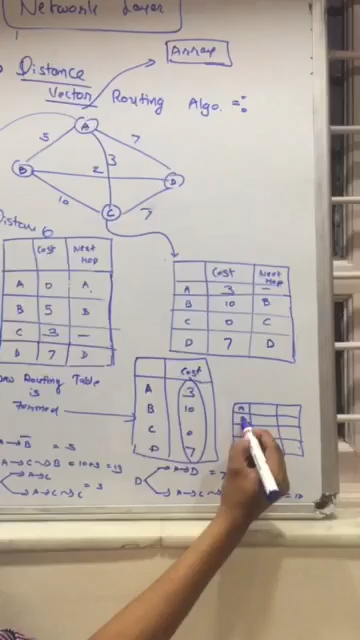 Network Layer
Array
Distance
Vector Routing Algo. =:
A
5
7
3
B
2
D
10
7
C
Cost Next Hop
A 0 A
B 5 B
C 3 —
D 7 D
Cost Next Hop
A 3 —
B 10 B
C 0 C
D 7 D
Routing Table
is
Formed
Cost
A 3
B 10
C 0
D 7
A
A → B = 5
A → C → B = 10+3 = 13
A → C
A → C → C = 3
D A → D = 7
A → C → = 10